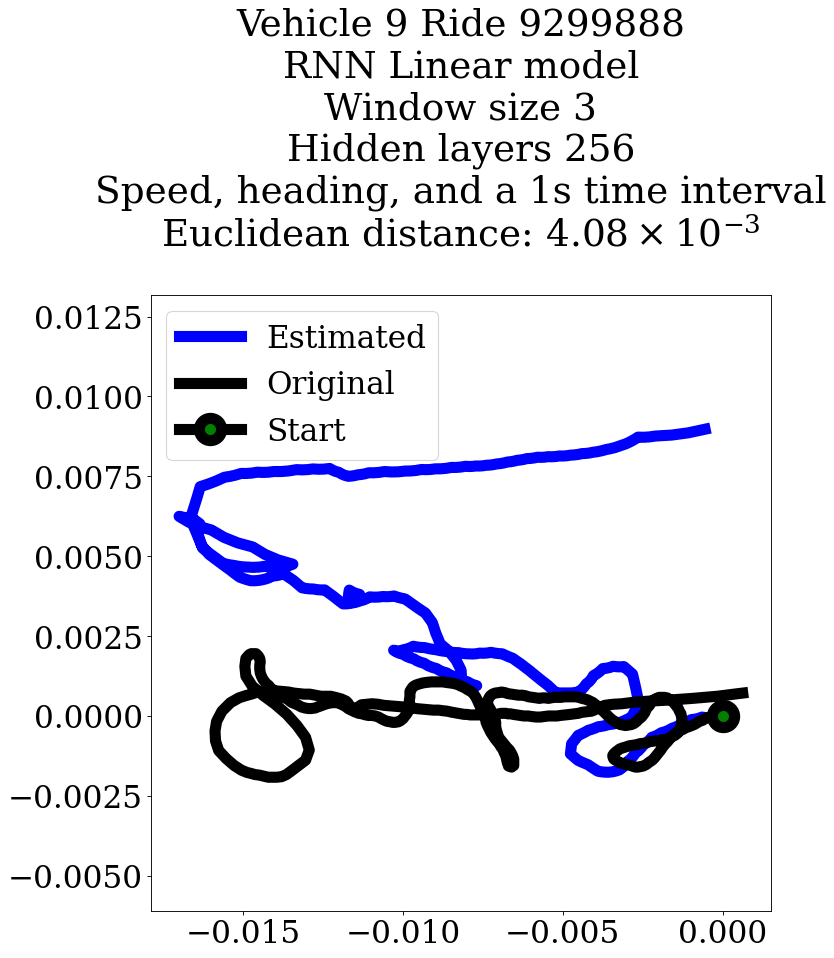 Vehicle 9 Ride 9299888
RNN Linear model
Window size 3
Hidden layers 256
Speed, heading, and a 1s time interval
Euclidean distance: 4.08 × 10⁻³
Estimated
Original
Start
0.0125
0.0100
0.0075
0.0050
0.0025
0.0000
−0.0025
−0.0050
−0.015 −0.010 −0.005 0.000